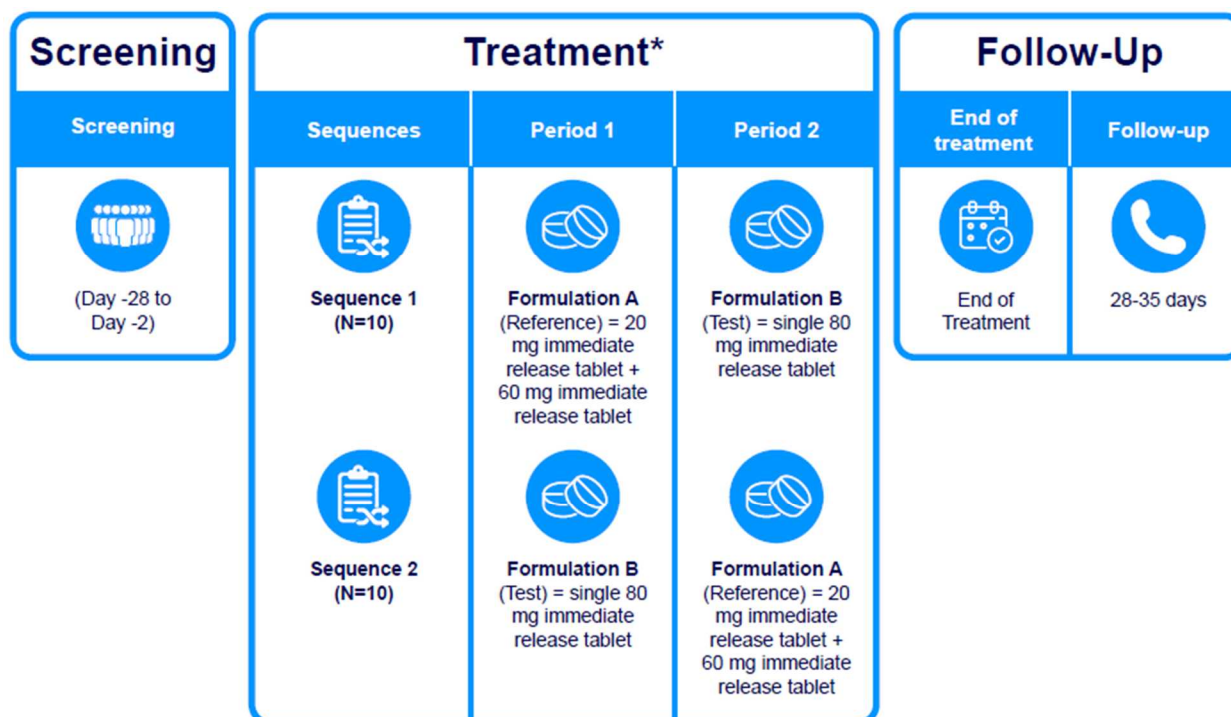 Screening
Treatment*
Follow-Up
Screening
Sequences
Period 1
Period 2
End of
treatment
Follow-up
(Day -28 to
Day -2)
Sequence 1
(N=10)
Formulation A
(Reference) = 20
mg immediate
release tablet +
60 mg immediate
release tablet
Formulation B
(Test) = single 80
mg immediate
release tablet
End of
Treatment
28-35 days
Sequence 2
(N=10)
Formulation B
(Test) = single 80
mg immediate
release tablet
Formulation A
(Reference) = 20
mg immediate
release tablet +
60 mg immediate
release tablet